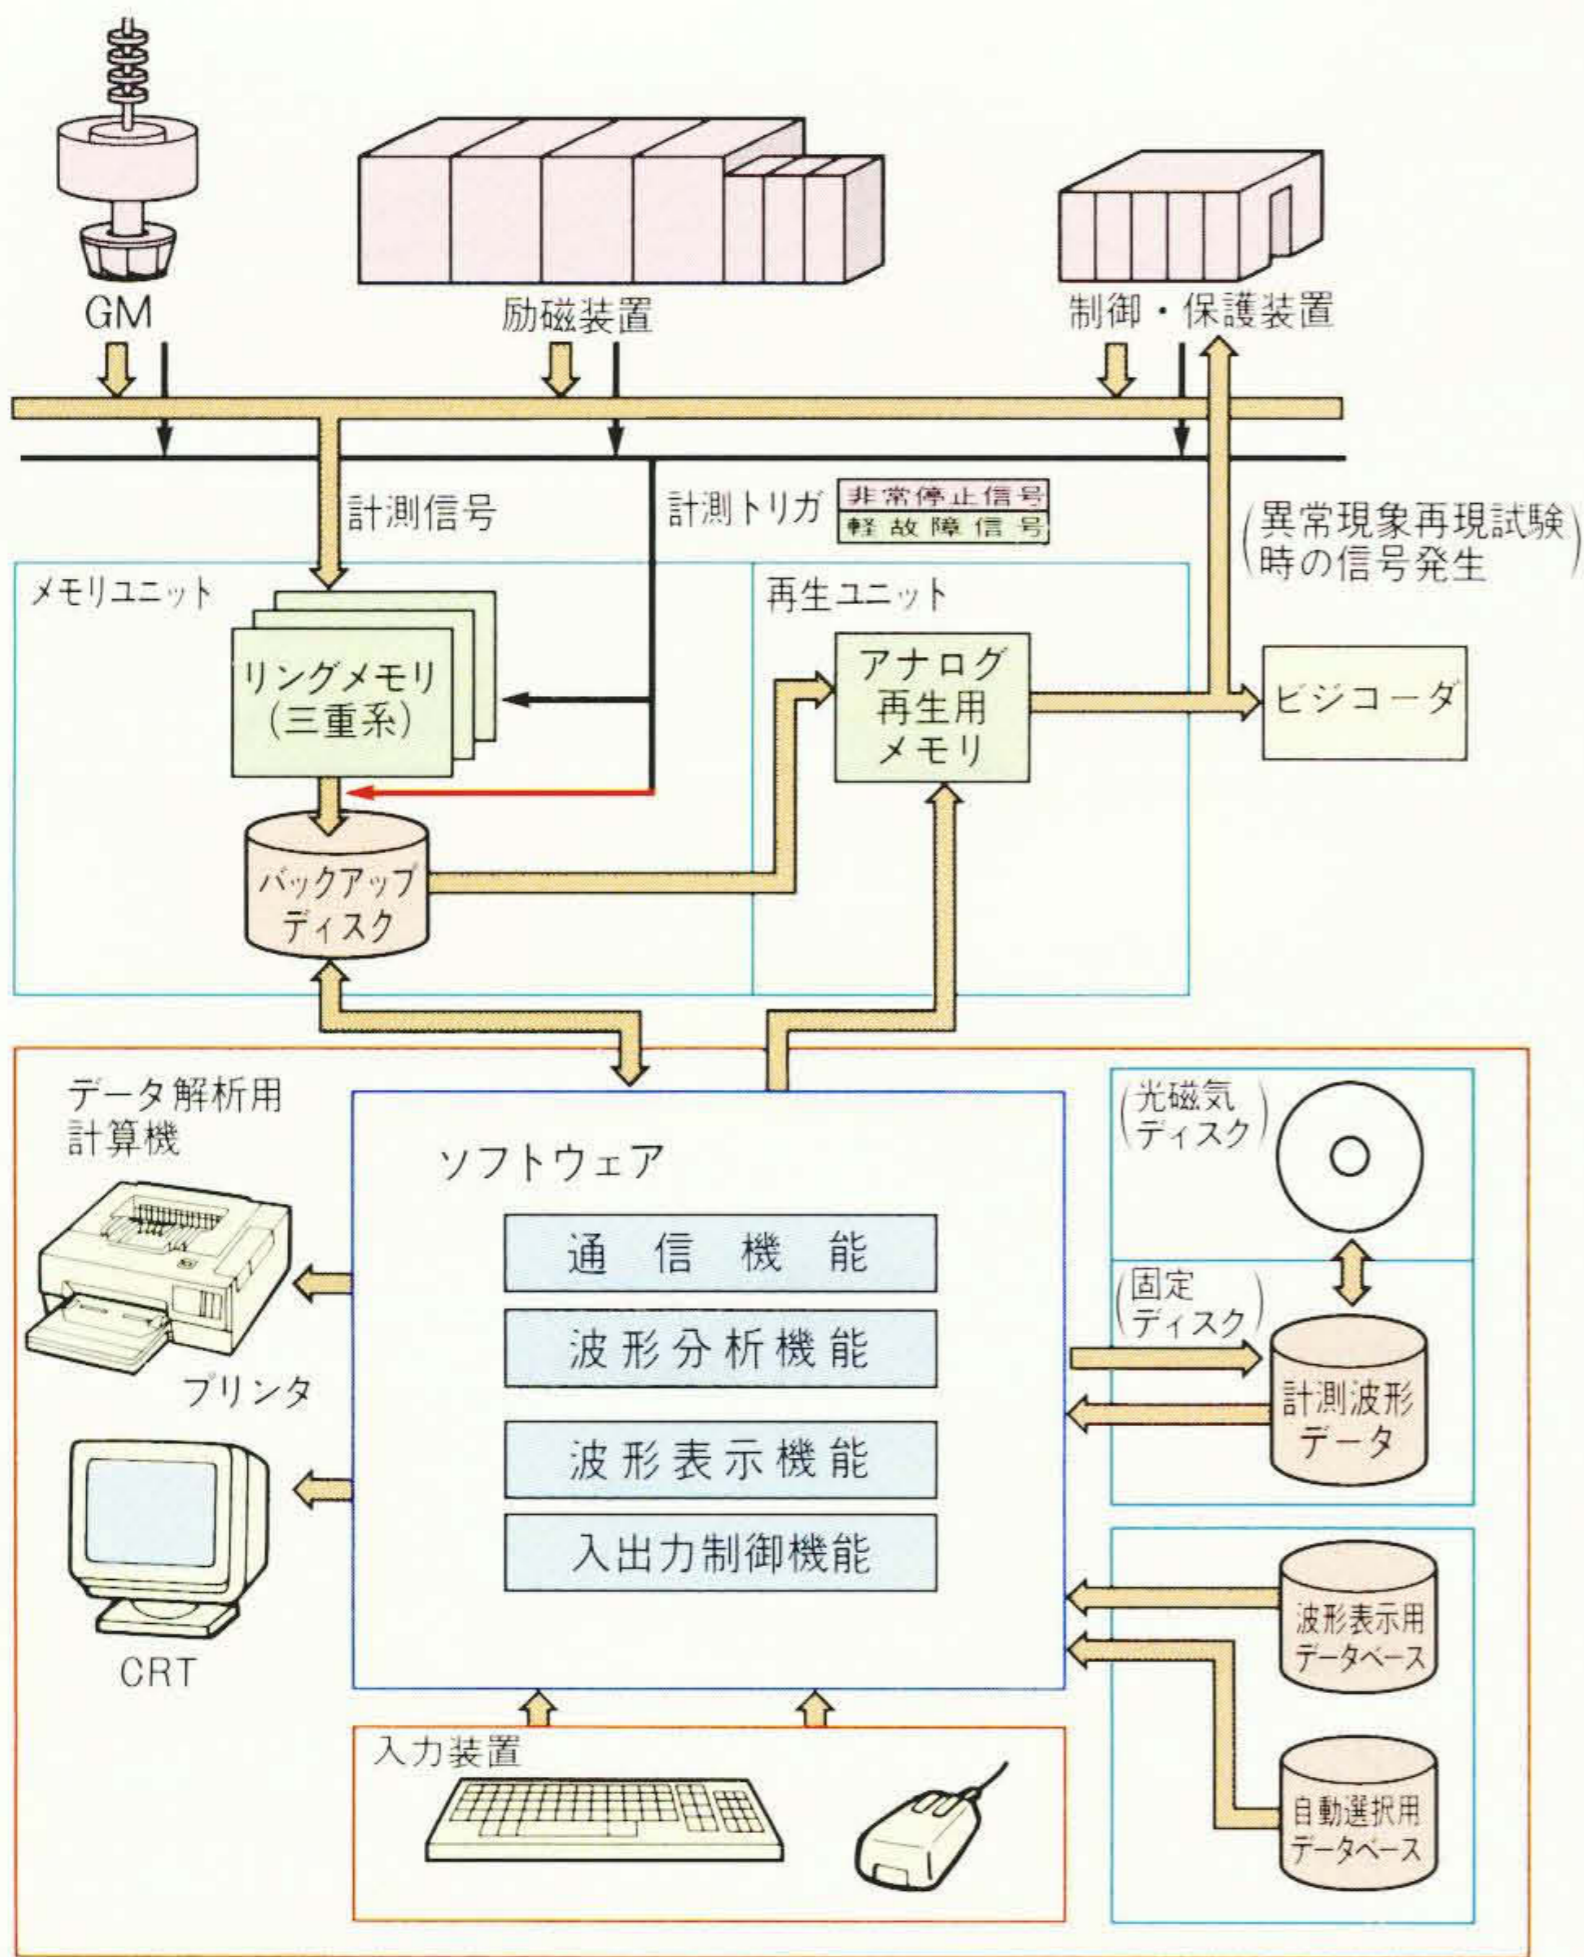 GM
励磁装置
制御・保護装置
計測信号
計測トリガ
非常停止信号
軽故障信号
(異常現象再現試験
時の信号発生)
メモリユニット
再生ユニット
リングメモリ
(三重系)
アナログ
再生用
メモリ
ビジコーダ
バックアップ
ディスク
データ解析用
計算機
ソフトウェア
通信機能
波形分析機能
波形表示機能
入出力制御機能
プリンタ
CRT
(光磁気
ディスク)
(固定
ディスク)
計測波形
データ
波形表示用
データベース
自動選択用
データベース
入力装置